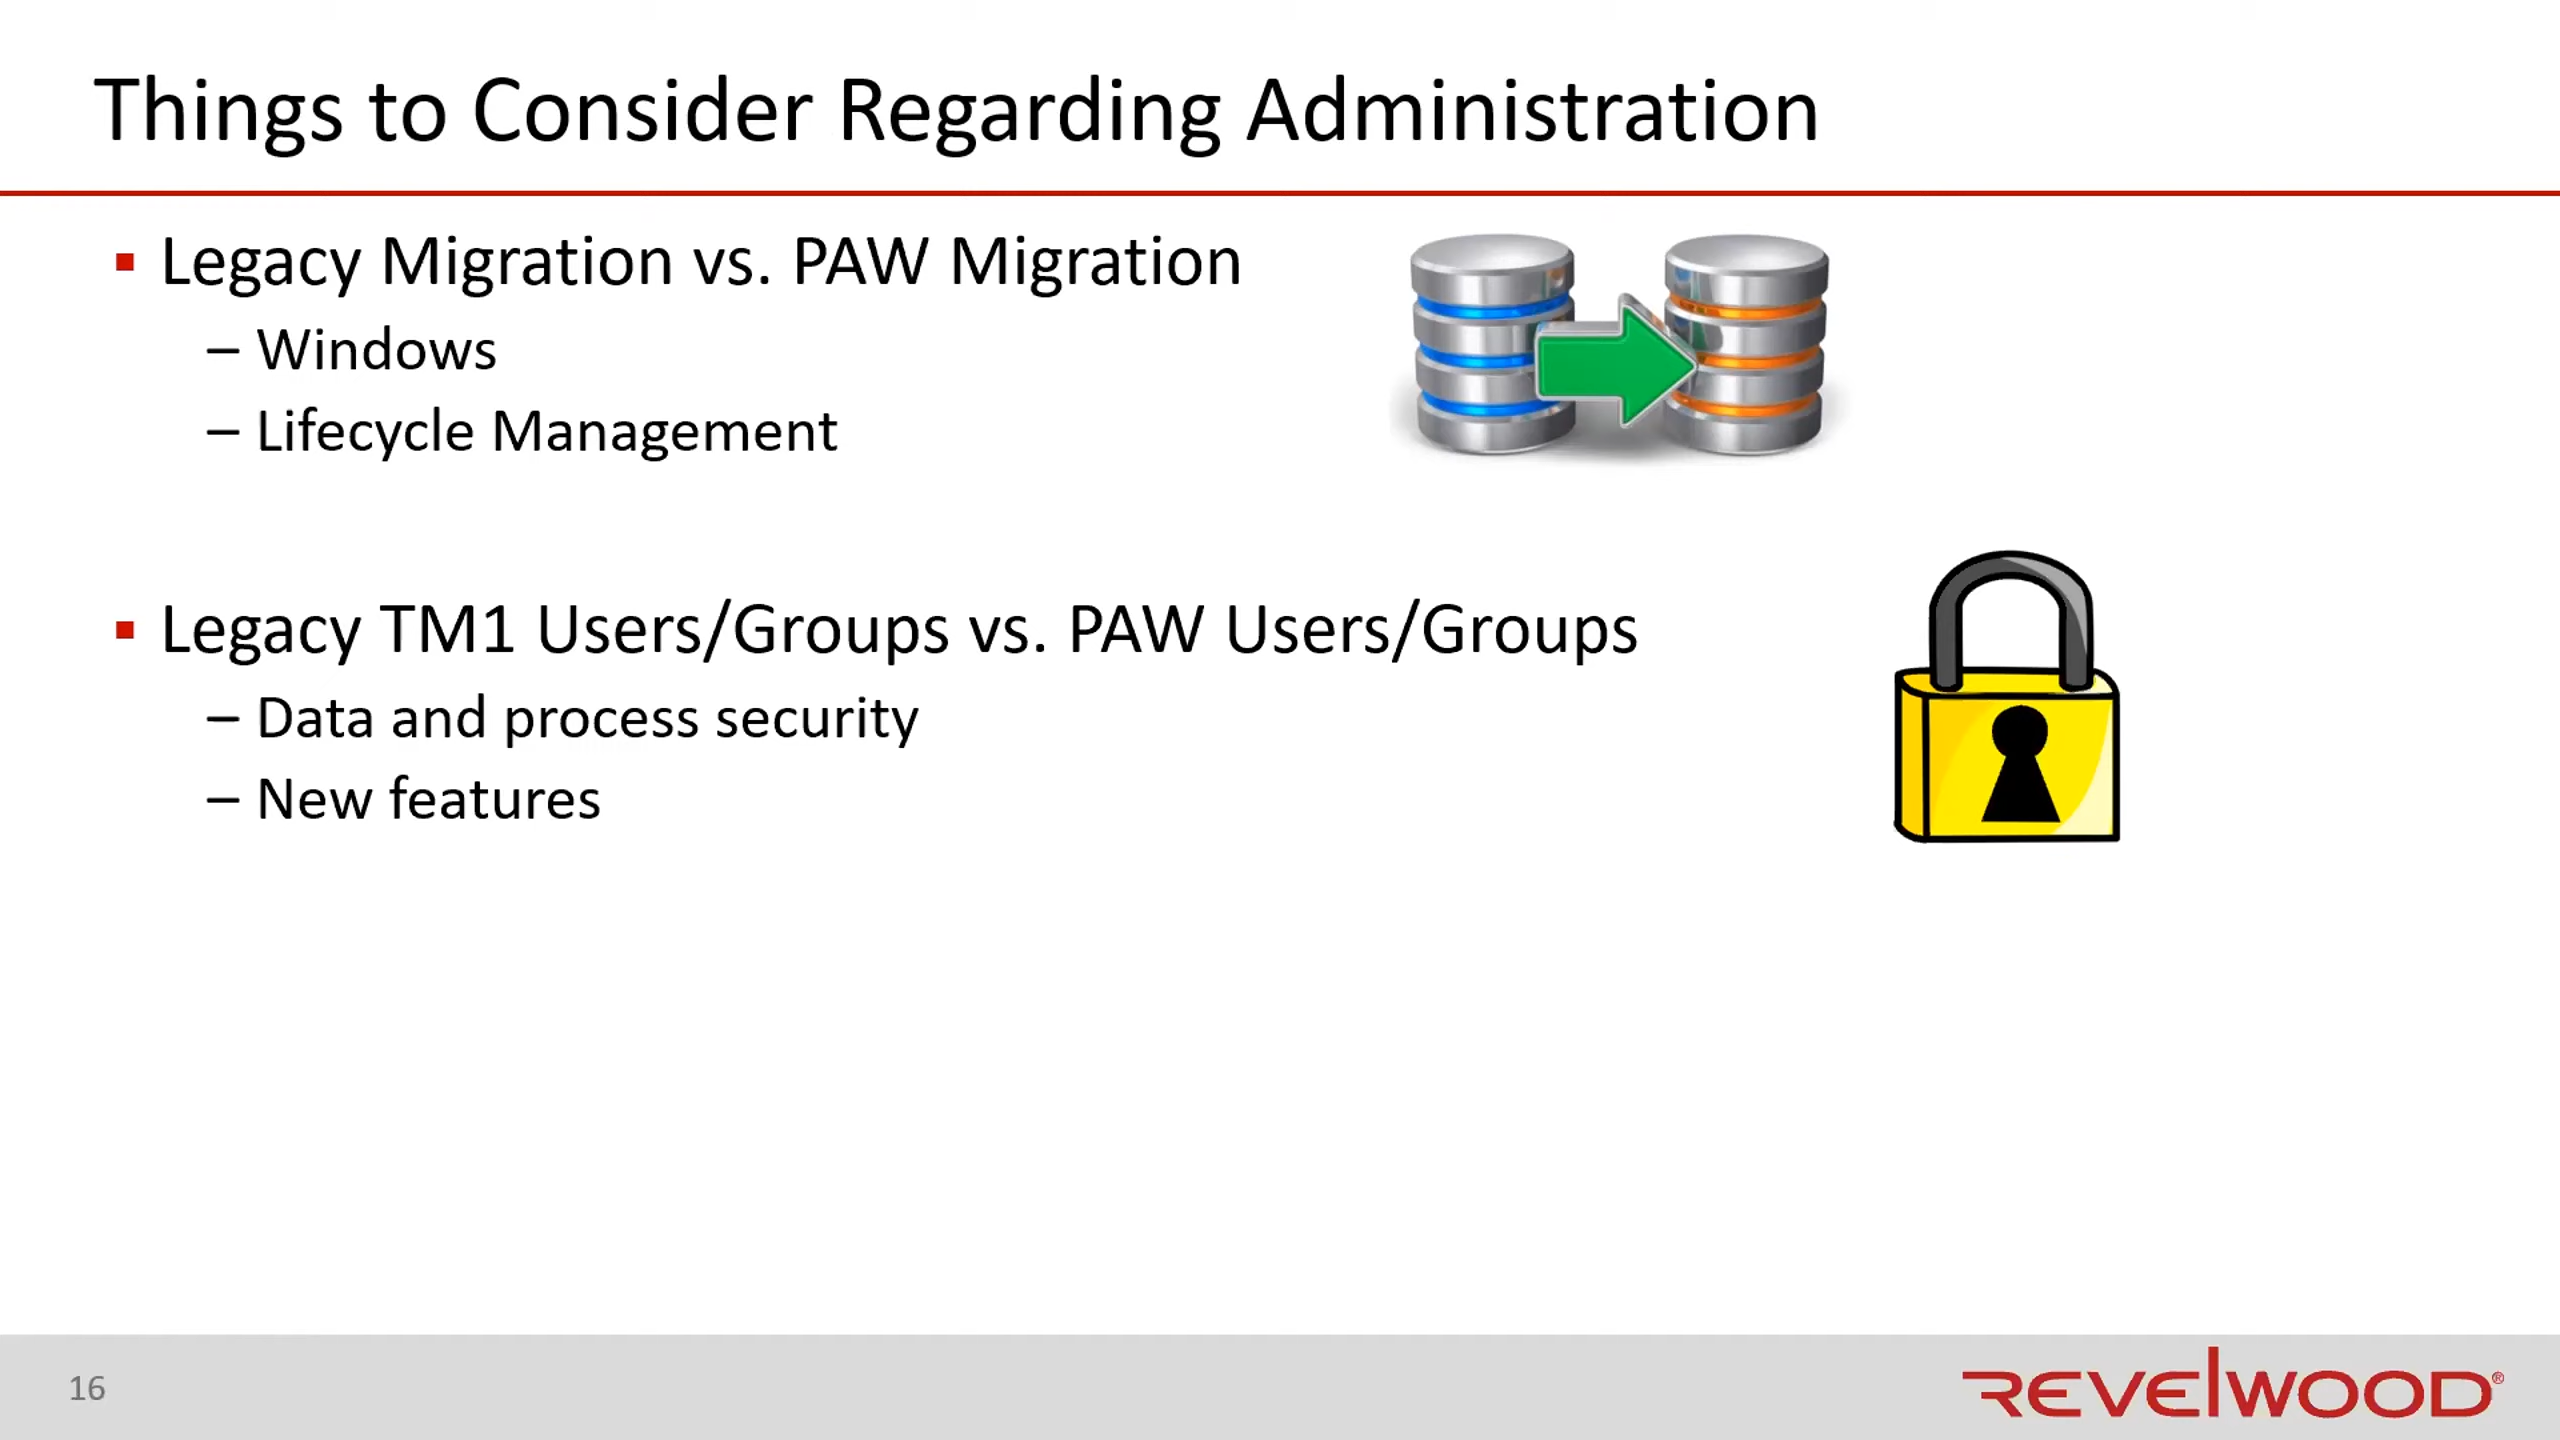 Things to Consider Regarding Administration
▪ Legacy Migration vs. PAW Migration
– Windows
– Lifecycle Management
▪ Legacy TM1 Users/Groups vs. PAW Users/Groups
– Data and process security
– New features
16
REVELWOOD®